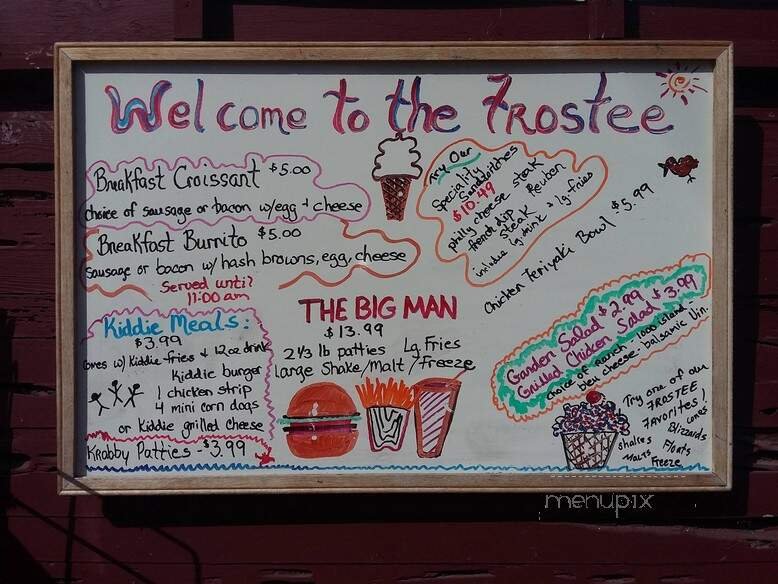 Welcome to the Frostee
Breakfast Croissant $5.00
choice of sausage or bacon w/egg + cheese
Breakfast Burrito $5.00
sausage or bacon w/ hash browns, egg, cheese
Served until
11:00 am
Try Our
Speciality
Sandwitches
$10.49
philly cheese steak
french dip Reuben
steak
include lg-drink + lg-fries
Chicken Teriyaki Bowl $5.99
Kiddie Meals:
$3.99
comes w/ Kiddie fries & 12oz drink
Kiddie burger
1 chicken strip
4 mini corn dogs
or Kiddie grilled cheese
Krabby Patties - $3.99
THE BIG MAN
$13.99
2 1/3 lb patties Lg Fries
Large Shake/Malt/Freeze
Garden Salad $2.99
Grilled Chicken Salad $3.99
choice of ranch - 1000 island -
bleu cheese - balsamic Vin.
Try one of our
FROSTEE
FAVORITES!
cones
Blizzards
shakes
Floats
Malts
Freeze
menupix